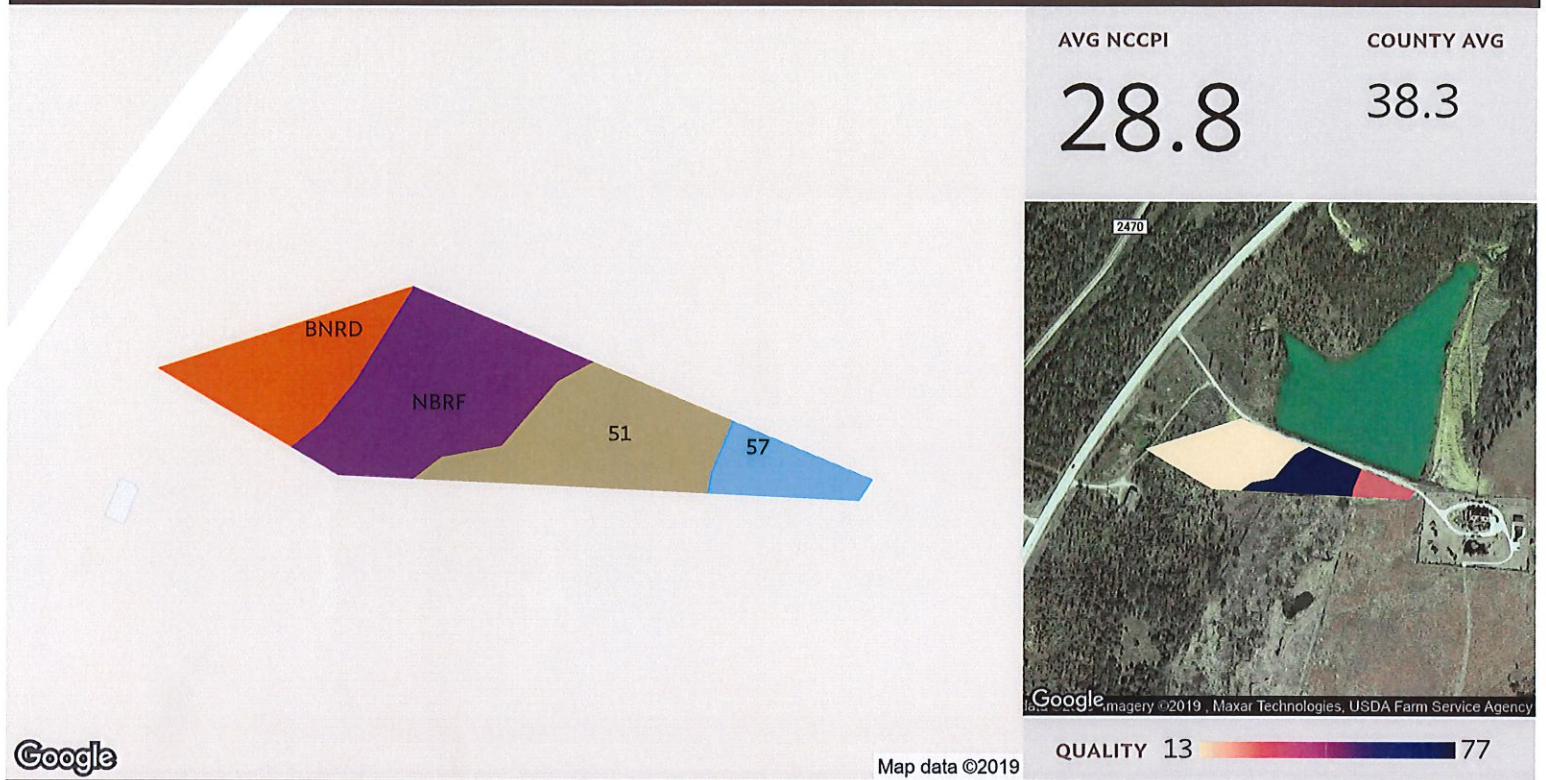 AVG NCCPI
COUNTY AVG
28.8
38.3
BNRD
NBRF
51
57
Google
Map data ©2019
2470
Google
Imagery ©2019 , Maxar Technologies, USDA Farm Service Agency
QUALITY 13 77